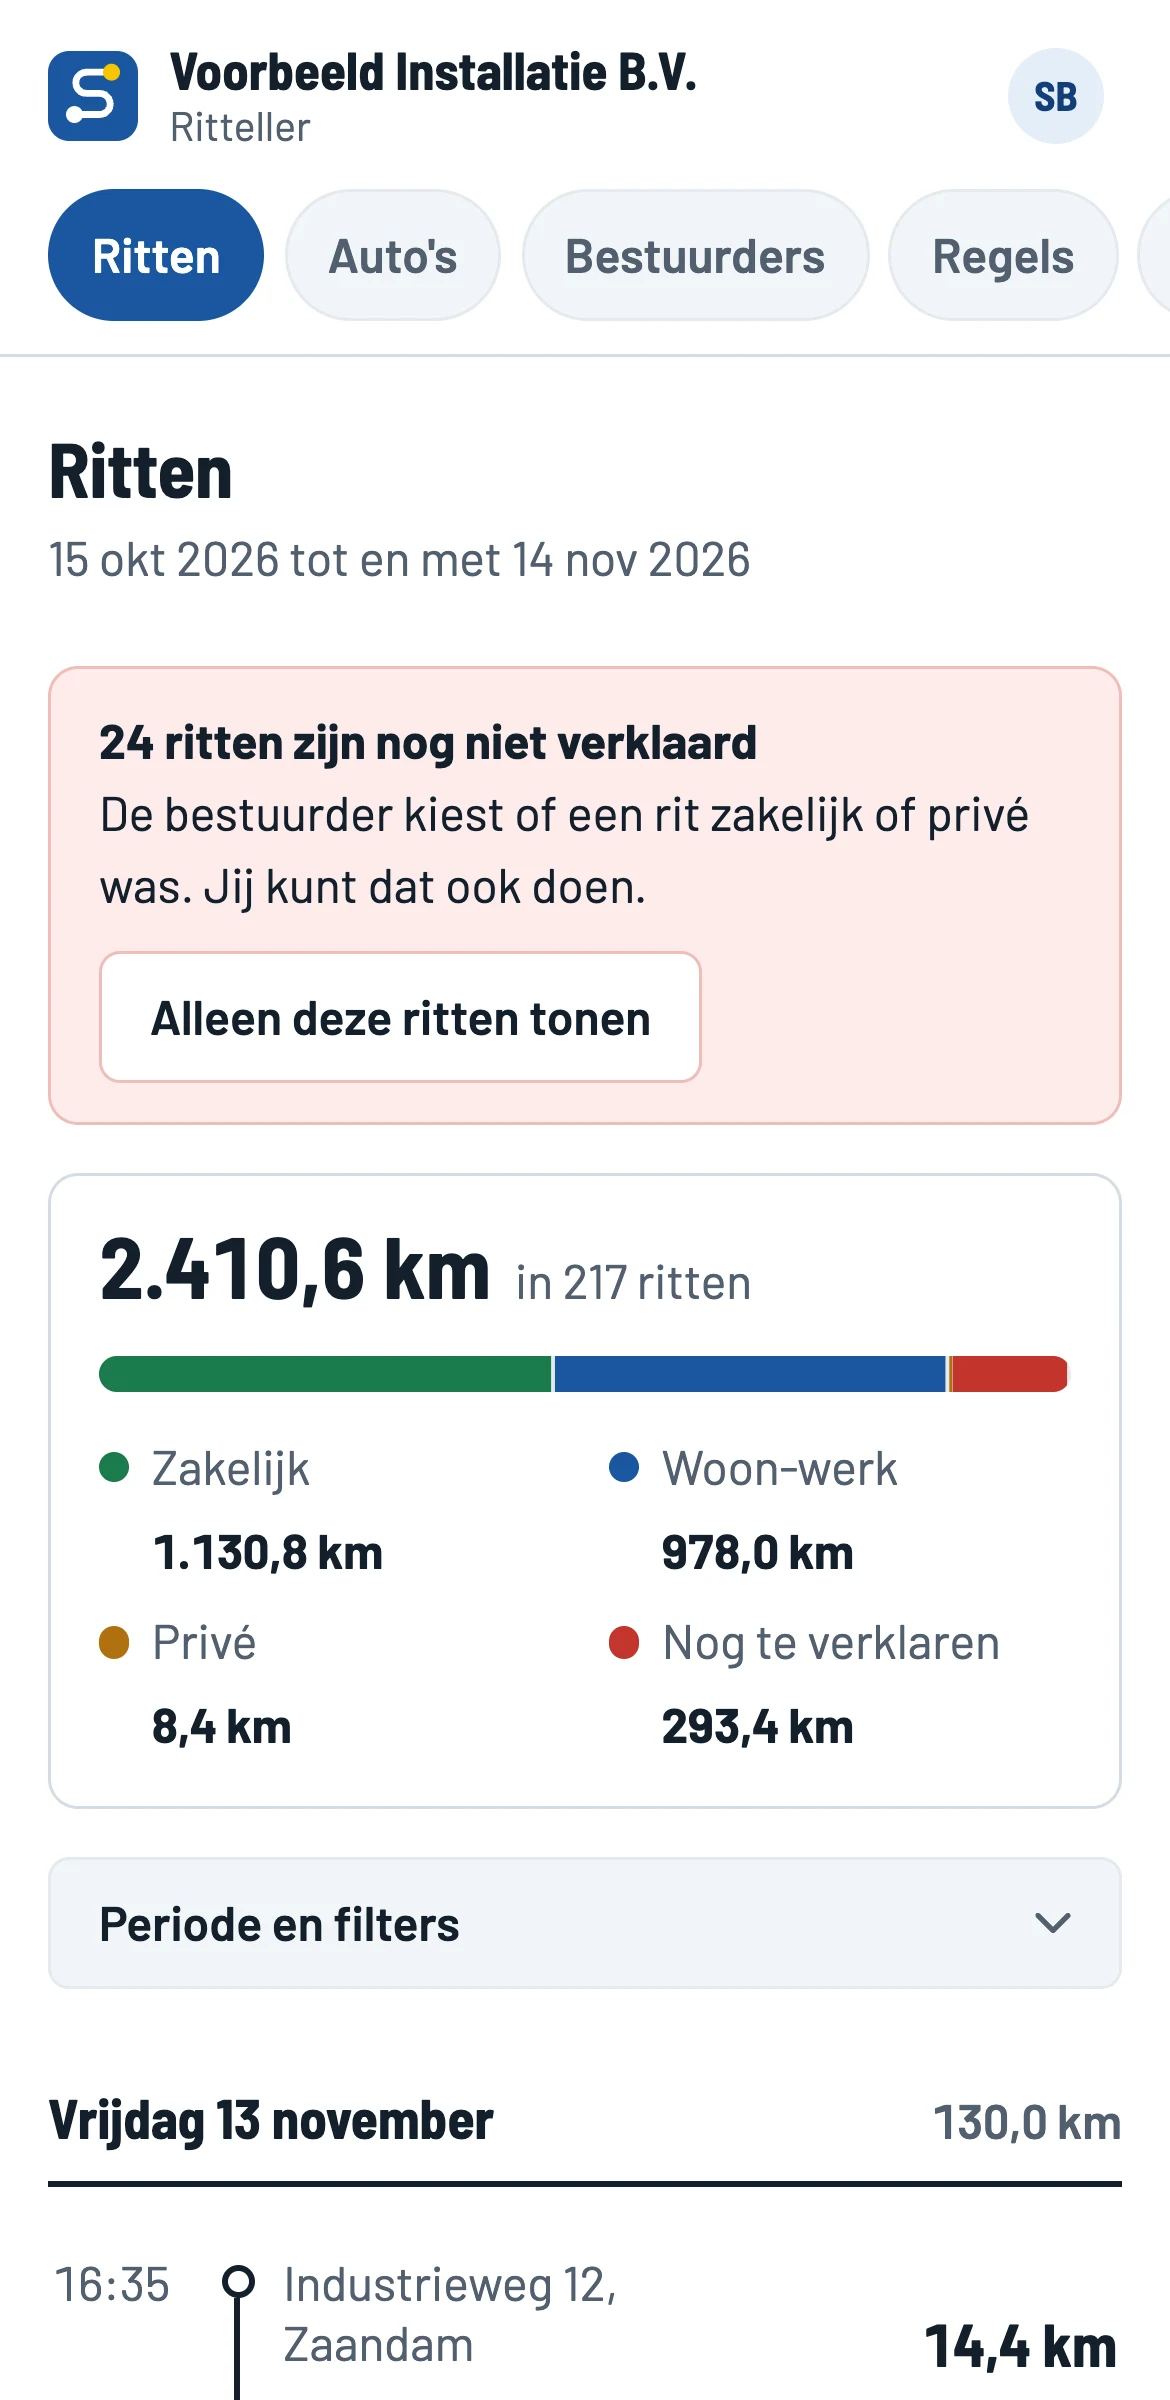 Voorbeeld Installatie B.V.
Ritteller
SB
Ritten
Auto's
Bestuurders
Regels
Ritten
15 okt 2026 tot en met 14 nov 2026
24 ritten zijn nog niet verklaard
De bestuurder kiest of een rit zakelijk of privé
was. Jij kunt dat ook doen.
Alleen deze ritten tonen
2.410,6 km in 217 ritten
Zakelijk
1.130,8 km
Woon-werk
978,0 km
Privé
8,4 km
Nog te verklaren
293,4 km
Periode en filters
Vrijdag 13 november
130,0 km
16:35
Industrieweg 12,
Zaandam
14,4 km